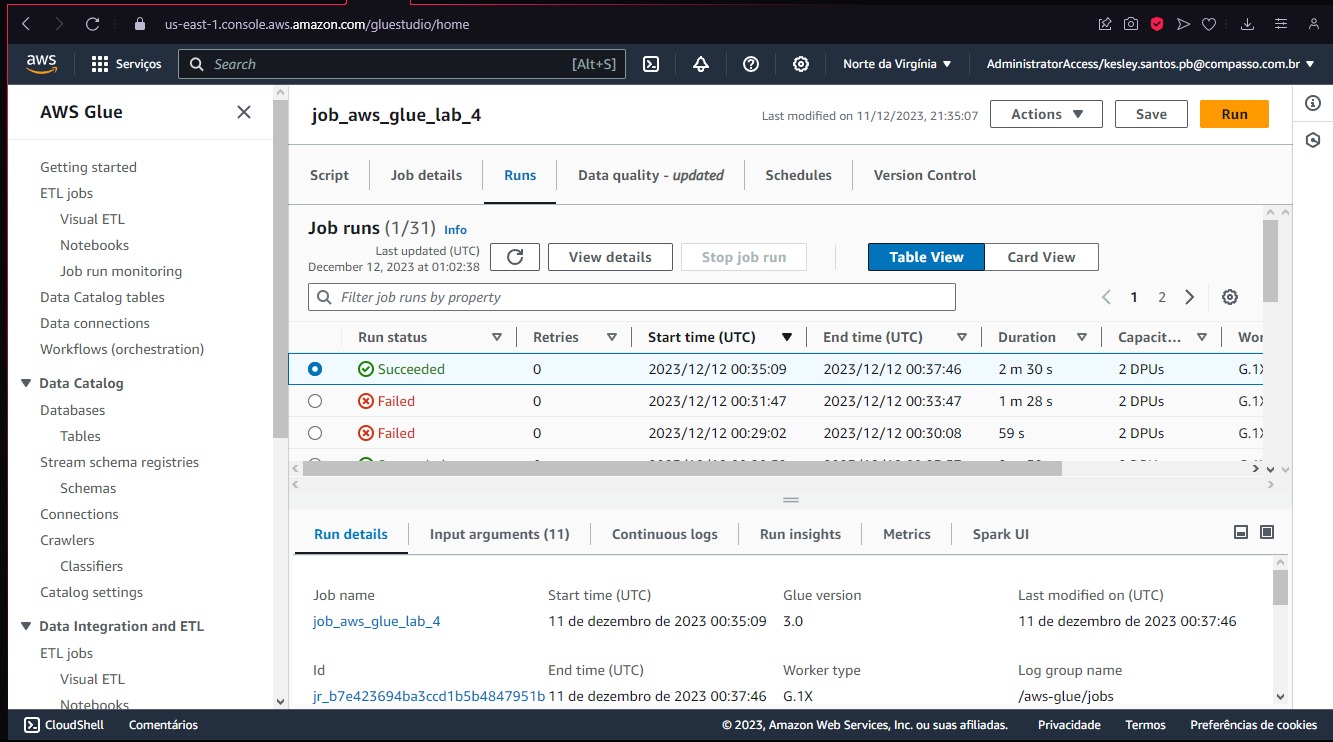 us-east-1.console.aws.amazon.com/gluestudio/home
aws
Serviços
Search [Alt+S]
Norte da Virgínia
AdministratorAccess/kesley.santos.pb@compasso.com.br
AWS Glue
Getting started
ETL jobs
Visual ETL
Notebooks
Job run monitoring
Data Catalog tables
Data connections
Workflows (orchestration)
Data Catalog
Databases
Tables
Stream schema registries
Schemas
Connections
Crawlers
Classifiers
Catalog settings
Data Integration and ETL
ETL jobs
Visual ETL
Notebooks
job_aws_glue_lab_4
Last modified on 11/12/2023, 21:35:07
Actions
Save
Run
Script
Job details
Runs
Data quality - updated
Schedules
Version Control
Job runs (1/31) Info
Last updated (UTC)
December 12, 2023 at 01:02:38
View details
Stop job run
Table View
Card View
Filter job runs by property
1 2
Run status Retries Start time (UTC) End time (UTC) Duration Capacit... Wor
Succeeded 0 2023/12/12 00:35:09 2023/12/12 00:37:46 2 m 30 s 2 DPUs G.1X
Failed 0 2023/12/12 00:31:47 2023/12/12 00:33:47 1 m 28 s 2 DPUs G.1X
Failed 0 2023/12/12 00:29:02 2023/12/12 00:30:08 59 s 2 DPUs G.1X
Run details
Input arguments (11)
Continuous logs
Run insights
Metrics
Spark UI
Job name Start time (UTC) Glue version Last modified on (UTC)
job_aws_glue_lab_4 11 de dezembro de 2023 00:35:09 3.0 11 de dezembro de 2023 00:37:46
Id End time (UTC) Worker type Log group name
jr_b7e423694ba3ccd1b5b4847951b 11 de dezembro de 2023 00:37:46 G.1X /aws-glue/jobs
CloudShell
Comentários
© 2023, Amazon Web Services, Inc. ou suas afiliadas.
Privacidade
Termos
Preferências de cookies